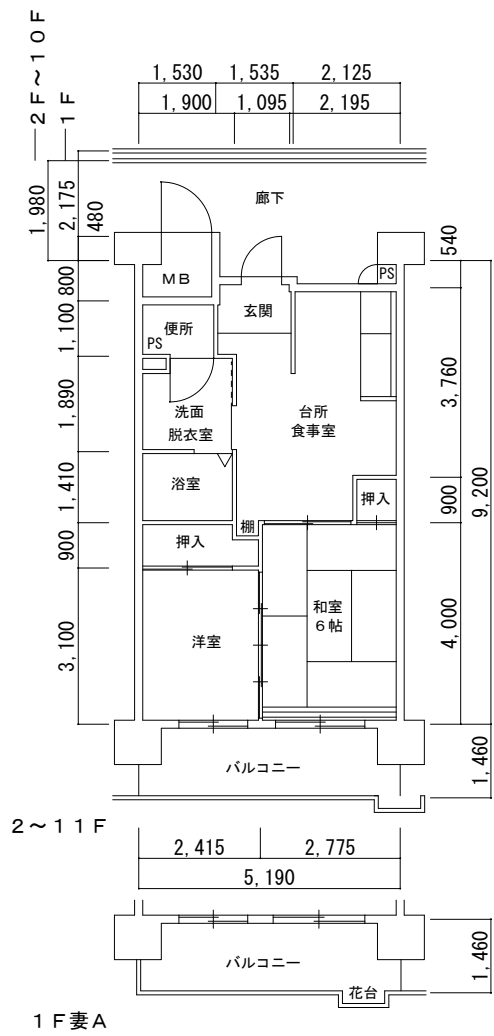 ２Ｆ～１０Ｆ
１Ｆ
1,530 1,535 2,125
1,900 1,095 2,195
1,980
2,175
480
廊下
540
800
ＭＢ
PS
玄関
1,100
便所
PS
3,760
1,890
洗面
脱衣室
台所
食事室
9,200
1,410
浴室
押入
900
棚
900
押入
3,100
洋室
和室
６帖
4,000
バルコニー
1,460
２～１１Ｆ
2,415 2,775
5,190
バルコニー
1,460
花台
１Ｆ妻Ａ